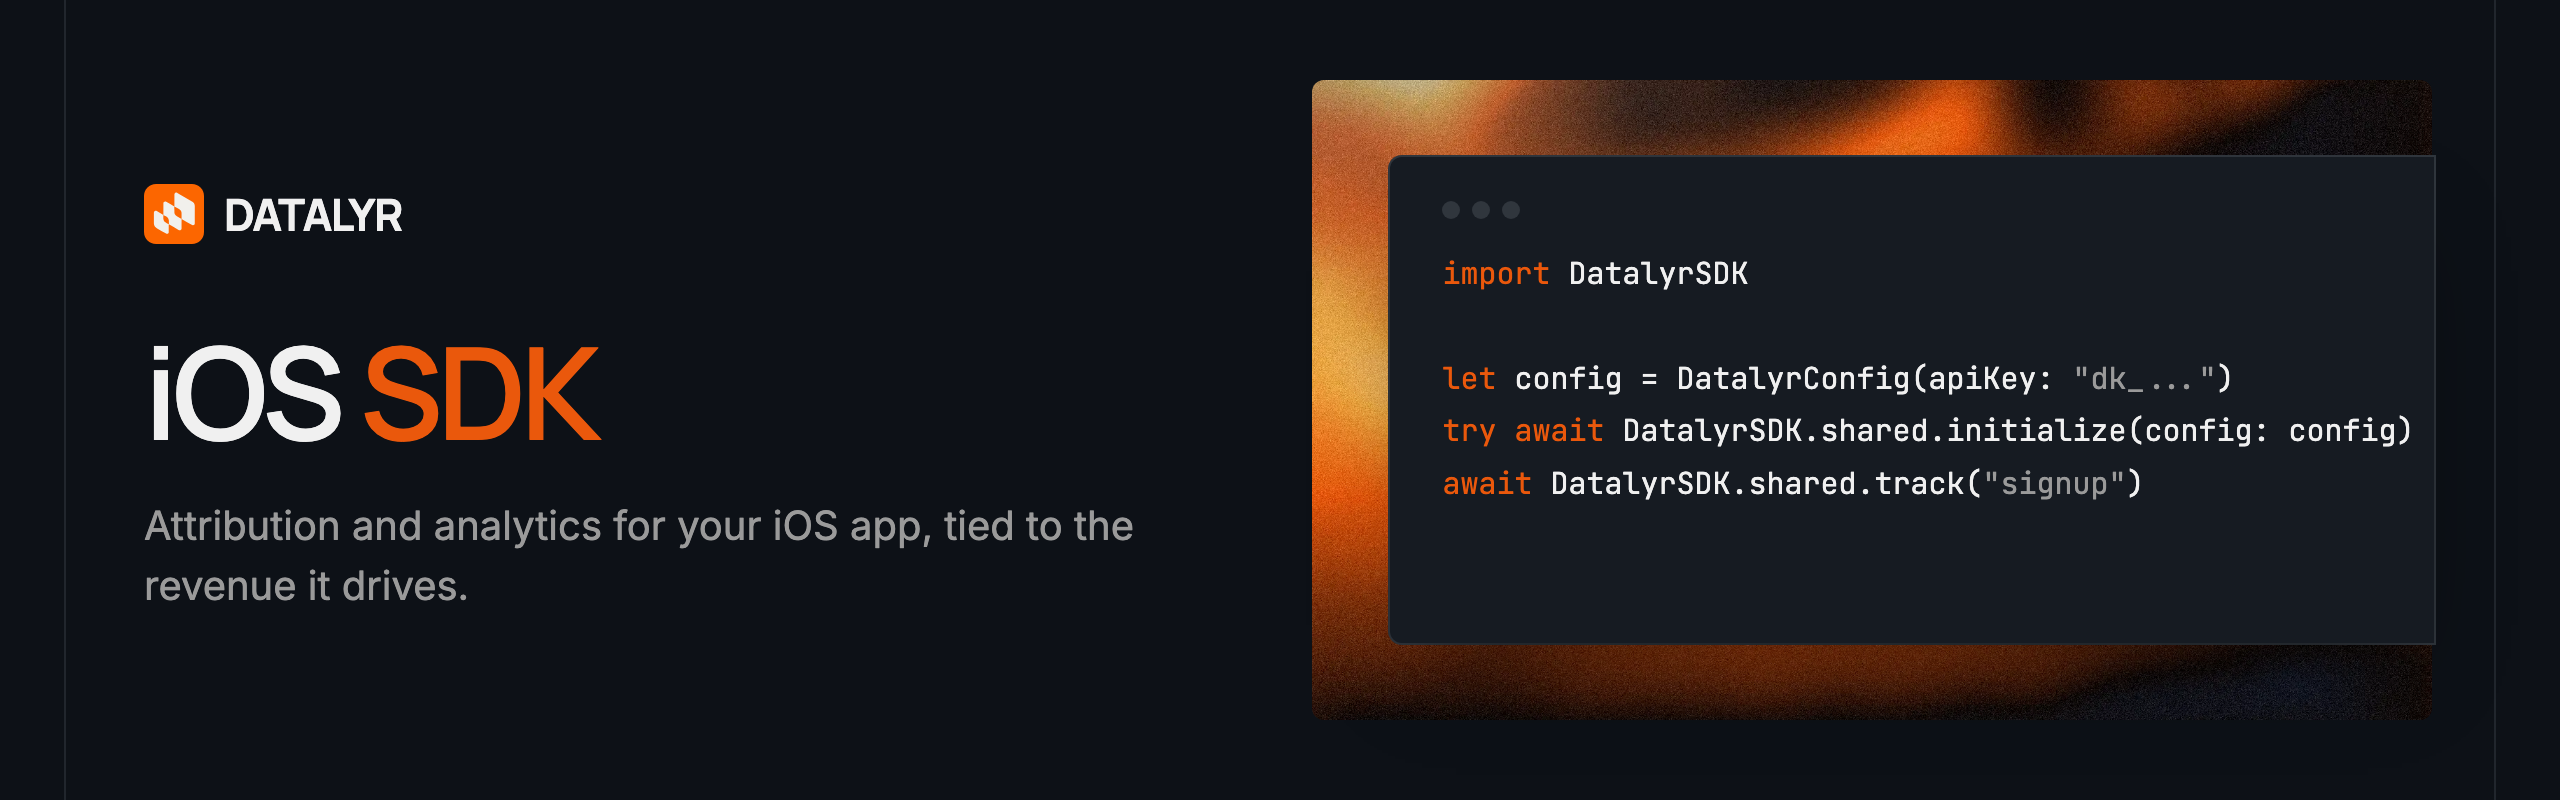 DATALYR
iOS SDK
Attribution and analytics for your iOS app, tied to the
revenue it drives.
import DatalyrSDK
let config = DatalyrConfig(apiKey: "dk_...")
try await DatalyrSDK.shared.initialize(config: config)
await DatalyrSDK.shared.track("signup")